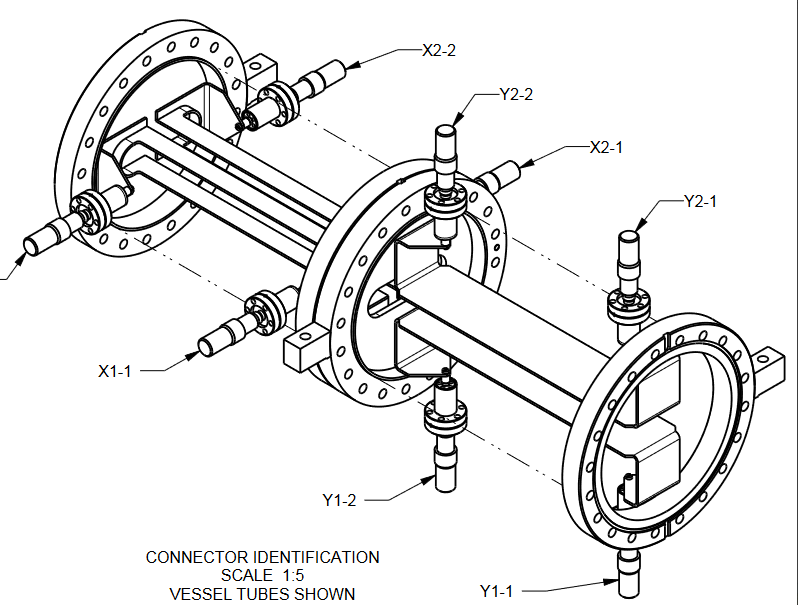 X2-2
Y2-2
X2-1
Y2-1
X1-1
Y1-2
Y1-1
CONNECTOR IDENTIFICATION
SCALE 1:5
VESSEL TUBES SHOWN